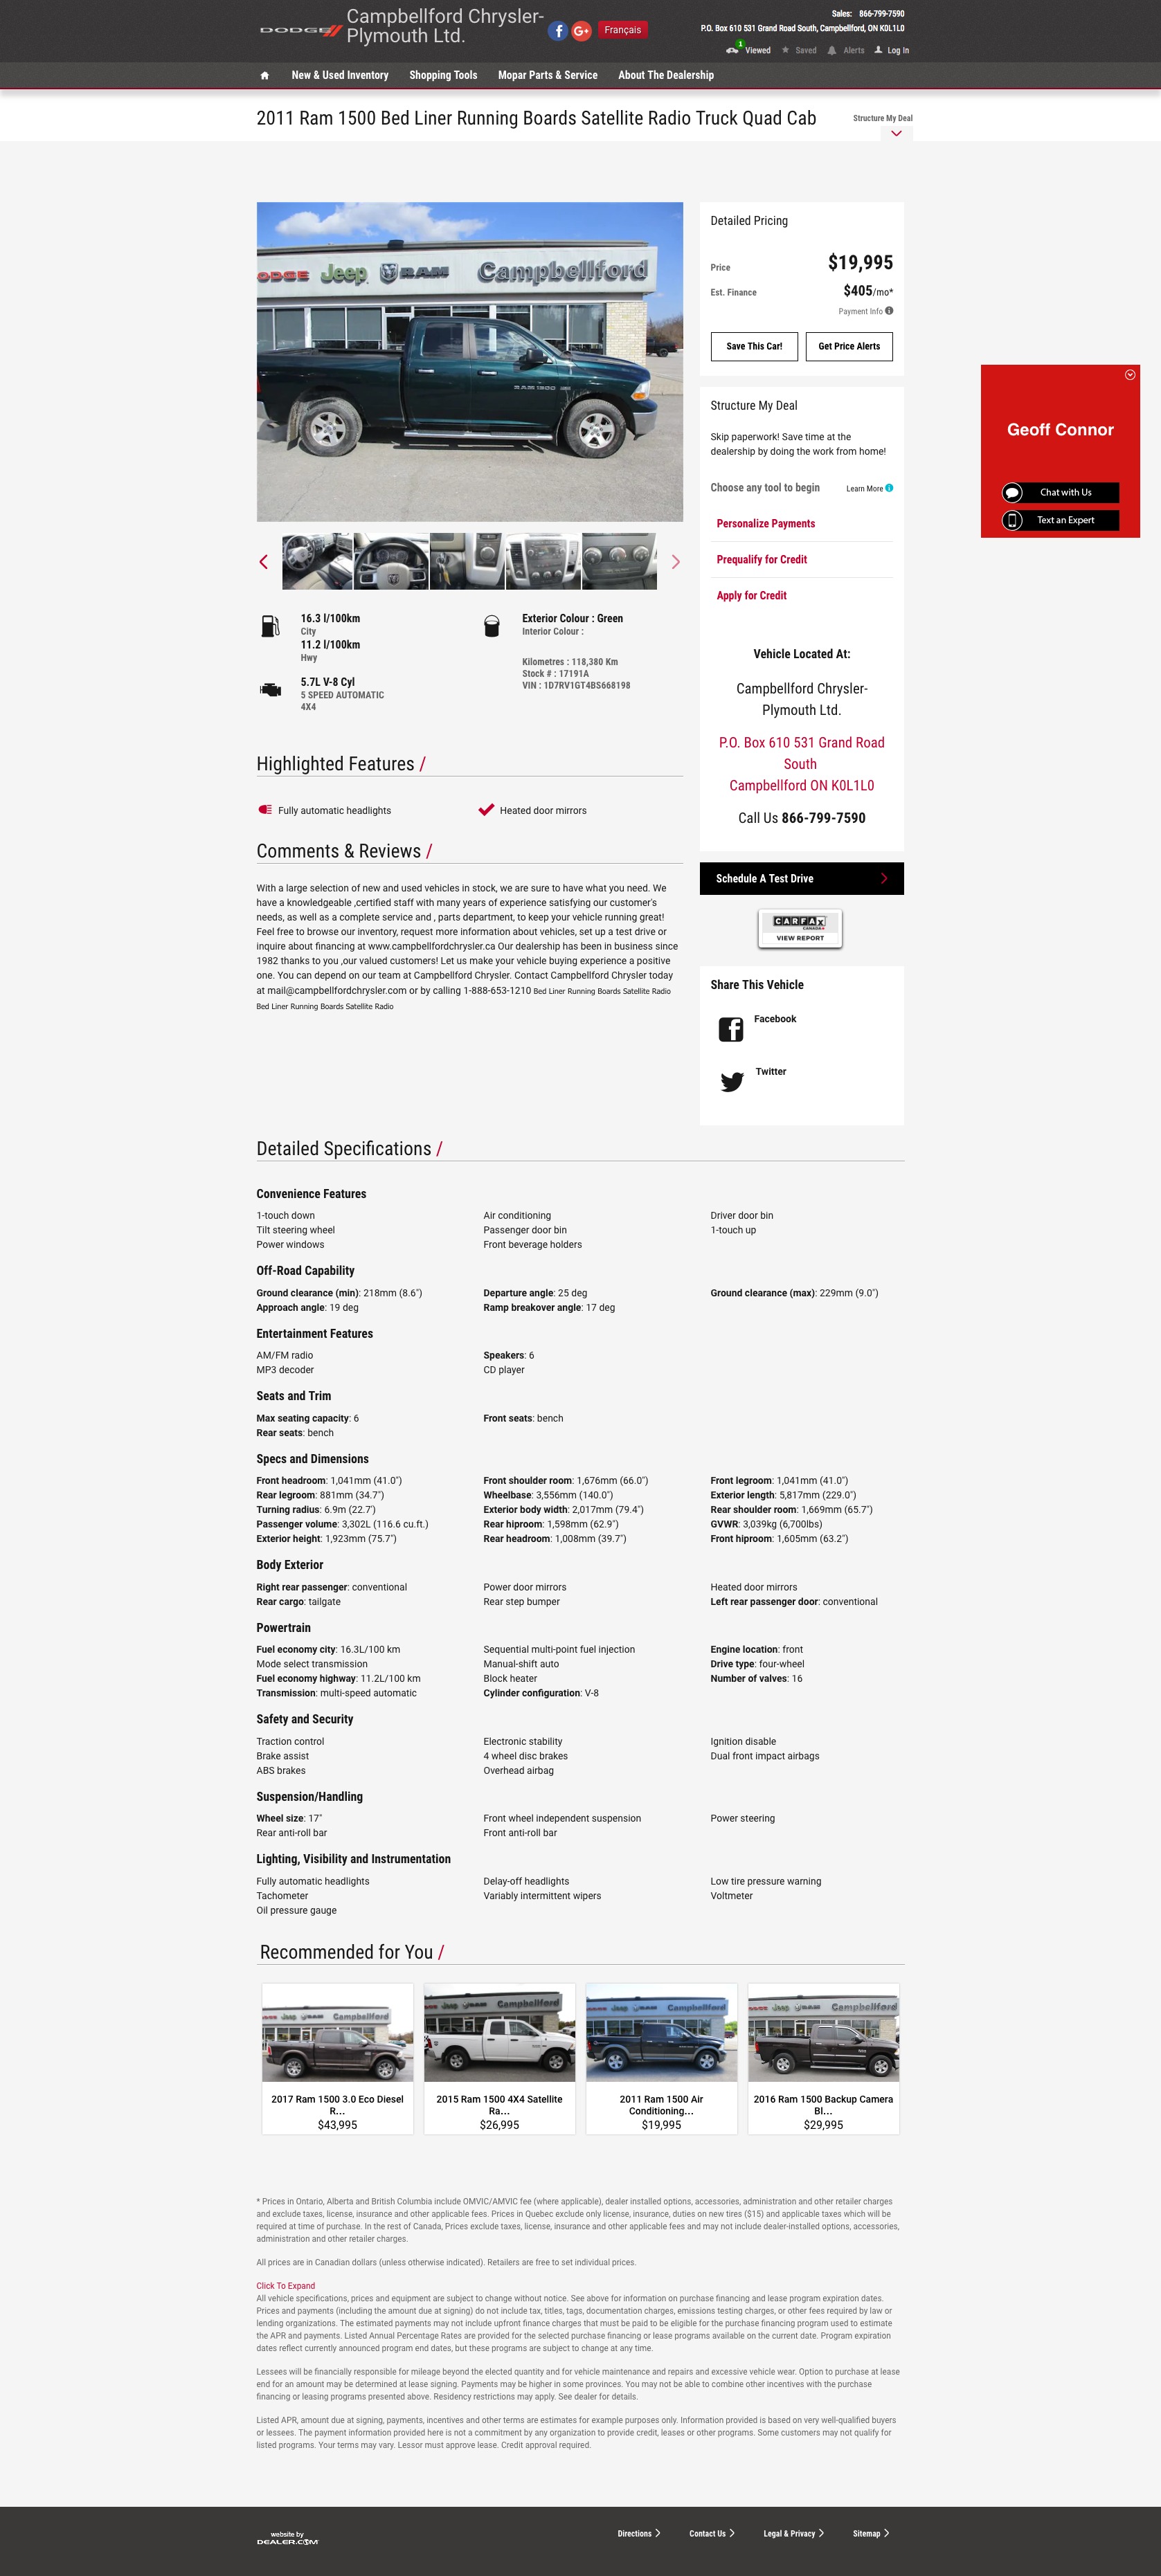 DODGE
Campbellford Chrysler-
Plymouth Ltd.
Français
Sales: 866-799-7590
P.O. Box 610 531 Grand Road South, Campbellford, ON K0L1L0
1
Viewed
Saved
Alerts
Log In
New & Used Inventory
Shopping Tools
Mopar Parts & Service
About The Dealership
2011 Ram 1500 Bed Liner Running Boards Satellite Radio Truck Quad Cab
Structure My Deal
DODGE Jeep RAM Campbellford
RAM 1500
Detailed Pricing
Price $19,995
Est. Finance $405/mo*
Payment Info
Save This Car!
Get Price Alerts
Structure My Deal
Skip paperwork! Save time at the
dealership by doing the work from home!
Choose any tool to begin
Learn More
Personalize Payments
Prequalify for Credit
Apply for Credit
Geoff Connor
Chat with Us
Text an Expert
16.3 l/100km
City
11.2 l/100km
Hwy
5.7L V-8 Cyl
5 SPEED AUTOMATIC
4X4
Exterior Colour : Green
Interior Colour :
Kilometres : 118,380 Km
Stock # : 17191A
VIN : 1D7RV1GT4BS668198
Vehicle Located At:
Campbellford Chrysler-
Plymouth Ltd.
P.O. Box 610 531 Grand Road
South
Campbellford ON K0L1L0
Call Us 866-799-7590
Highlighted Features /
Fully automatic headlights
Heated door mirrors
Comments & Reviews /
With a large selection of new and used vehicles in stock, we are sure to have what you need. We
have a knowledgeable ,certified staff with many years of experience satisfying our customer's
needs, as well as a complete service and , parts department, to keep your vehicle running great!
Feel free to browse our inventory, request more information about vehicles, set up a test drive or
inquire about financing at www.campbellfordchrysler.ca Our dealership has been in business since
1982 thanks to you ,our valued customers! Let us make your vehicle buying experience a positive
one. You can depend on our team at Campbellford Chrysler. Contact Campbellford Chrysler today
at mail@campbellfordchrysler.com or by calling 1-888-653-1210 Bed Liner Running Boards Satellite Radio
Bed Liner Running Boards Satellite Radio
Schedule A Test Drive
CARFAX
CANADA
VIEW REPORT
Share This Vehicle
Facebook
Twitter
Detailed Specifications /
Convenience Features
1-touch down
Air conditioning
Driver door bin
Tilt steering wheel
Passenger door bin
1-touch up
Power windows
Front beverage holders
Off-Road Capability
Ground clearance (min): 218mm (8.6")
Departure angle: 25 deg
Ground clearance (max): 229mm (9.0")
Approach angle: 19 deg
Ramp breakover angle: 17 deg
Entertainment Features
AM/FM radio
Speakers: 6
MP3 decoder
CD player
Seats and Trim
Max seating capacity: 6
Front seats: bench
Rear seats: bench
Specs and Dimensions
Front headroom: 1,041mm (41.0")
Front shoulder room: 1,676mm (66.0")
Front legroom: 1,041mm (41.0")
Rear legroom: 881mm (34.7")
Wheelbase: 3,556mm (140.0")
Exterior length: 5,817mm (229.0")
Turning radius: 6.9m (22.7')
Exterior body width: 2,017mm (79.4")
Rear shoulder room: 1,669mm (65.7")
Passenger volume: 3,302L (116.6 cu.ft.)
Rear hiproom: 1,598mm (62.9")
GVWR: 3,039kg (6,700lbs)
Exterior height: 1,923mm (75.7")
Rear headroom: 1,008mm (39.7")
Front hiproom: 1,605mm (63.2")
Body Exterior
Right rear passenger: conventional
Power door mirrors
Heated door mirrors
Rear cargo: tailgate
Rear step bumper
Left rear passenger door: conventional
Powertrain
Fuel economy city: 16.3L/100 km
Sequential multi-point fuel injection
Engine location: front
Mode select transmission
Manual-shift auto
Drive type: four-wheel
Fuel economy highway: 11.2L/100 km
Block heater
Number of valves: 16
Transmission: multi-speed automatic
Cylinder configuration: V-8
Safety and Security
Traction control
Electronic stability
Ignition disable
Brake assist
4 wheel disc brakes
Dual front impact airbags
ABS brakes
Overhead airbag
Suspension/Handling
Wheel size: 17"
Front wheel independent suspension
Power steering
Rear anti-roll bar
Front anti-roll bar
Lighting, Visibility and Instrumentation
Fully automatic headlights
Delay-off headlights
Low tire pressure warning
Tachometer
Variably intermittent wipers
Voltmeter
Oil pressure gauge
Recommended for You /
2017 Ram 1500 3.0 Eco Diesel
R...
$43,995
2015 Ram 1500 4X4 Satellite
Ra...
$26,995
2011 Ram 1500 Air
Conditioning...
$19,995
2016 Ram 1500 Backup Camera
Bl...
$29,995
* Prices in Ontario, Alberta and British Columbia include OMVIC/AMVIC fee (where applicable), dealer installed options, accessories, administration and other retailer charges
and exclude taxes, license, insurance and other applicable fees. Prices in Quebec exclude only license, insurance, duties on new tires ($15) and applicable taxes which will be
required at time of purchase. In the rest of Canada, Prices exclude taxes, license, insurance and other applicable fees and may not include dealer-installed options, accessories,
administration and other retailer charges.
All prices are in Canadian dollars (unless otherwise indicated). Retailers are free to set individual prices.
Click To Expand
All vehicle specifications, prices and equipment are subject to change without notice. See above for information on purchase financing and lease program expiration dates.
Prices and payments (including the amount due at signing) do not include tax, titles, tags, documentation charges, emissions testing charges, or other fees required by law or
lending organizations. The estimated payments may not include upfront finance charges that must be paid to be eligible for the purchase financing program used to estimate
the APR and payments. Listed Annual Percentage Rates are provided for the selected purchase financing or lease programs available on the current date. Program expiration
dates reflect currently announced program end dates, but these programs are subject to change at any time.
Lessees will be financially responsible for mileage beyond the elected quantity and for vehicle maintenance and repairs and excessive vehicle wear. Option to purchase at lease
end for an amount may be determined at lease signing. Payments may be higher in some provinces. You may not be able to combine other incentives with the purchase
financing or leasing programs presented above. Residency restrictions may apply. See dealer for details.
Listed APR, amount due at signing, payments, incentives and other terms are estimates for example purposes only. Information provided is based on very well-qualified buyers
or lessees. The payment information provided here is not a commitment by any organization to provide credit, leases or other programs. Some customers may not qualify for
listed programs. Your terms may vary. Lessor must approve lease. Credit approval required.
website by
DEALER.COM
Directions
Contact Us
Legal & Privacy
Sitemap